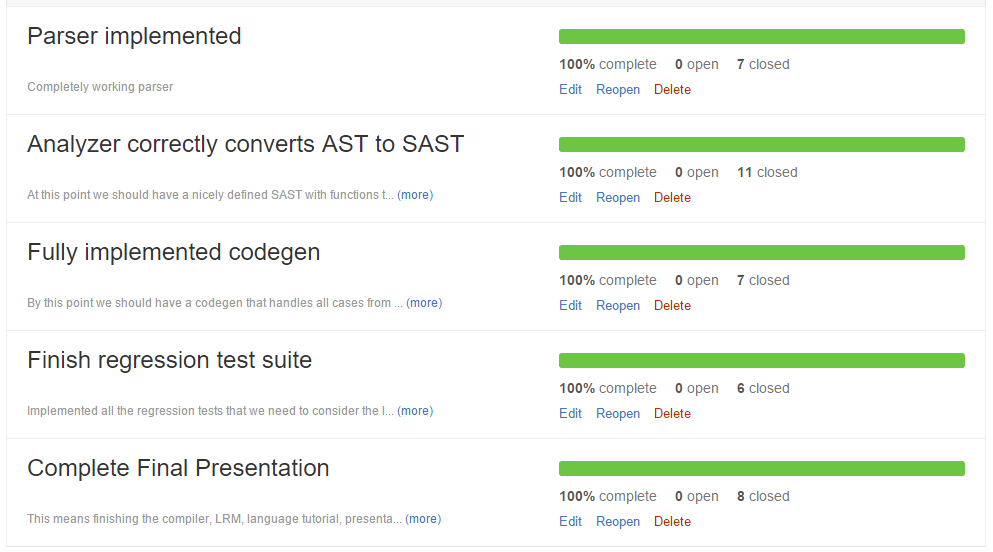 Parser implemented
100% complete 0 open 7 closed
Completely working parser
Edit Reopen Delete
Analyzer correctly converts AST to SAST
100% complete 0 open 11 closed
At this point we should have a nicely defined SAST with functions t... (more)
Edit Reopen Delete
Fully implemented codegen
100% complete 0 open 7 closed
By this point we should have a codegen that handles all cases from ... (more)
Edit Reopen Delete
Finish regression test suite
100% complete 0 open 6 closed
Implemented all the regression tests that we need to consider the l... (more)
Edit Reopen Delete
Complete Final Presentation
100% complete 0 open 8 closed
This means finishing the compiler, LRM, language tutorial, presenta... (more)
Edit Reopen Delete